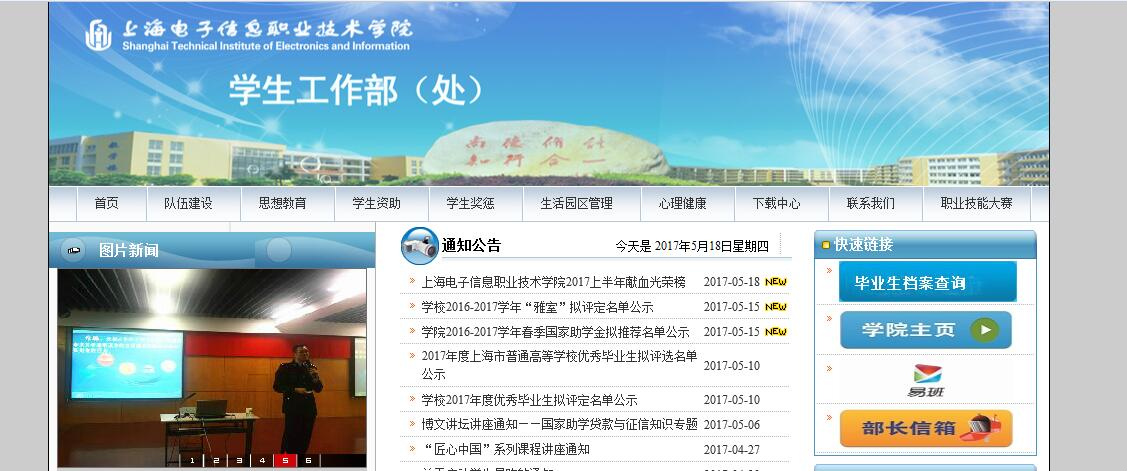 上海电子信息职业技术学院
Shanghai Technical Institute of Electronics and Information
学生工作部（处）
尚德精技
知行合一
首页 队伍建设 思想教育 学生资助 学生奖惩 生活园区管理 心理健康 下载中心 联系我们 职业技能大赛
图片新闻
1 2 3 4 5 6
通知公告 今天是 2017年5月18日星期四
上海电子信息职业技术学院2017上半年献血光荣榜 2017-05-18 NEW
学校2016-2017学年“雅室”拟评定名单公示 2017-05-15 NEW
学院2016-2017学年春季国家助学金拟推荐名单公示 2017-05-15 NEW
2017年度上海市普通高等学校优秀毕业生拟评选名单
公示 2017-05-10
学校2017年度优秀毕业生拟评定名单公示 2017-05-10
博文讲坛讲座通知－－国家助学贷款与征信知识专题 2017-05-06
“匠心中国”系列课程讲座通知 2017-04-27
快速链接
毕业生档案查询
学院主页
易班
部长信箱